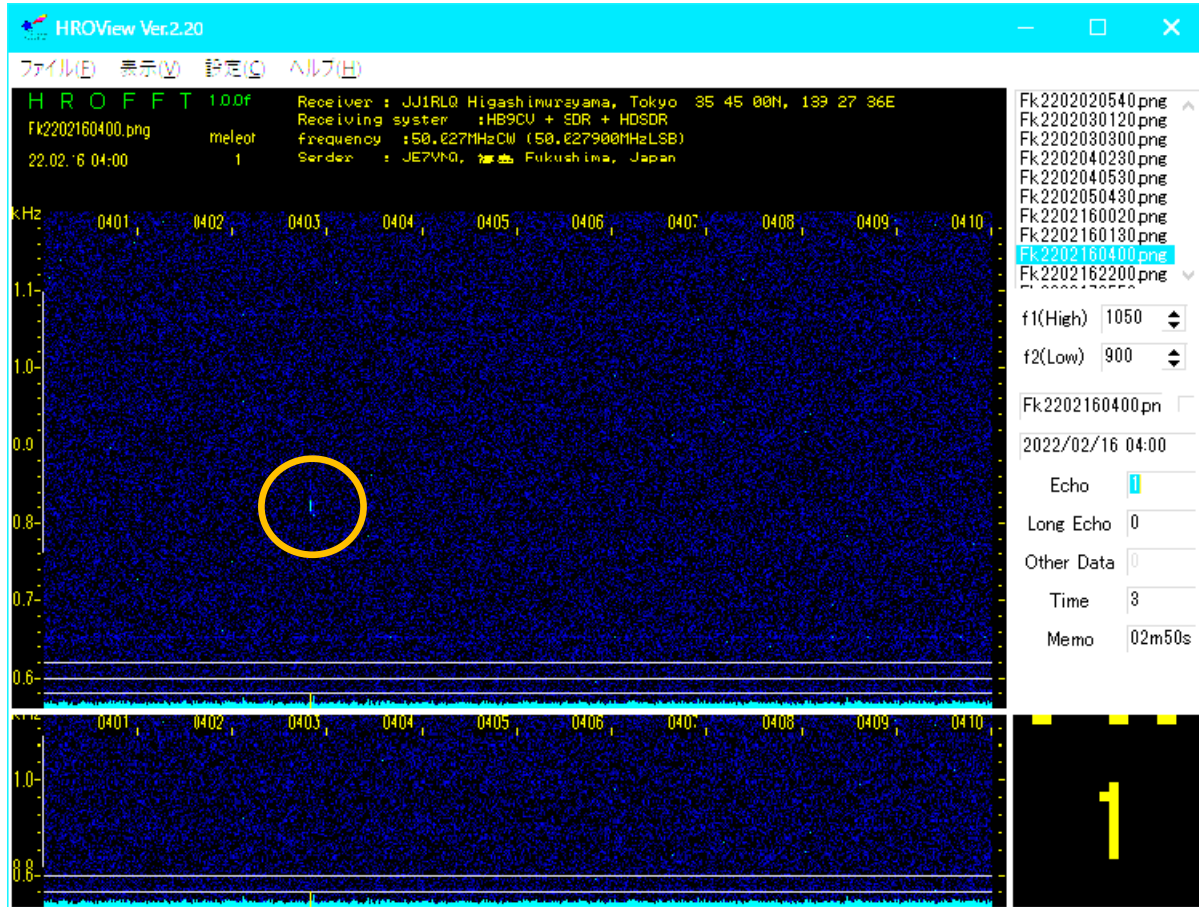 HROView Ver.2.20
ファイル(F) 表示(V) 設定(C) ヘルプ(H)
H R O F F T 1.0.0f
Fk2202160400.png meteor
22.02.16 04:00 1
Receiver : JJ1RLQ Higashimurayama, Tokyo 35 45 00N, 139 27 36E
Receiving system :HB9CV + SDR + HDSDR
frequency :50.027MHzCW (50.027900MHzLSB)
Sender : JE7YNQ, Fukushima, Japan
kHz 0401 0402 0403 0404 0405 0406 0407 0408 0409 0410
1.1
1.0
0.9
0.8
0.7
0.6
kHz 0401 0402 0403 0404 0405 0406 0407 0408 0409 0410
1.0
0.6
Fk2202020540.png
Fk2202030120.png
Fk2202030300.png
Fk2202040230.png
Fk2202040530.png
Fk2202050430.png
Fk2202160020.png
Fk2202160130.png
Fk2202160400.png
Fk2202162200.png
f1(High) 1050
f2(Low) 900
Fk2202160400.pn
2022/02/16 04:00
Echo 1
Long Echo 0
Other Data 0
Time 3
Memo 02m50s
1